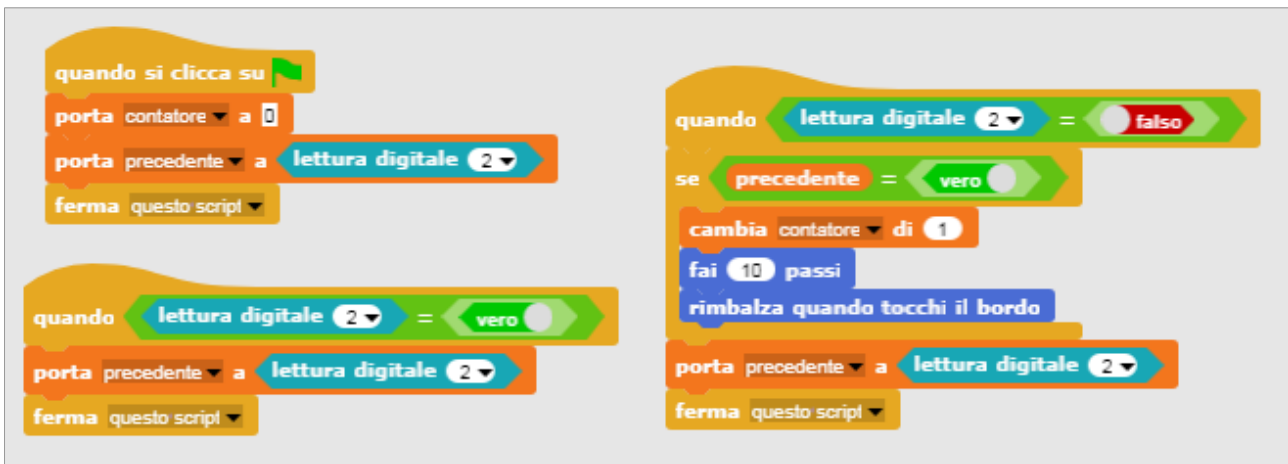 quando si clicca su
porta contatore a 0
porta precedente a lettura digitale 2
ferma questo script
quando lettura digitale 2 = vero
porta precedente a lettura digitale 2
ferma questo script
quando lettura digitale 2 = falso
se precedente = vero
cambia contatore di 1
fai 10 passi
rimbalza quando tocchi il bordo
porta precedente a lettura digitale 2
ferma questo script